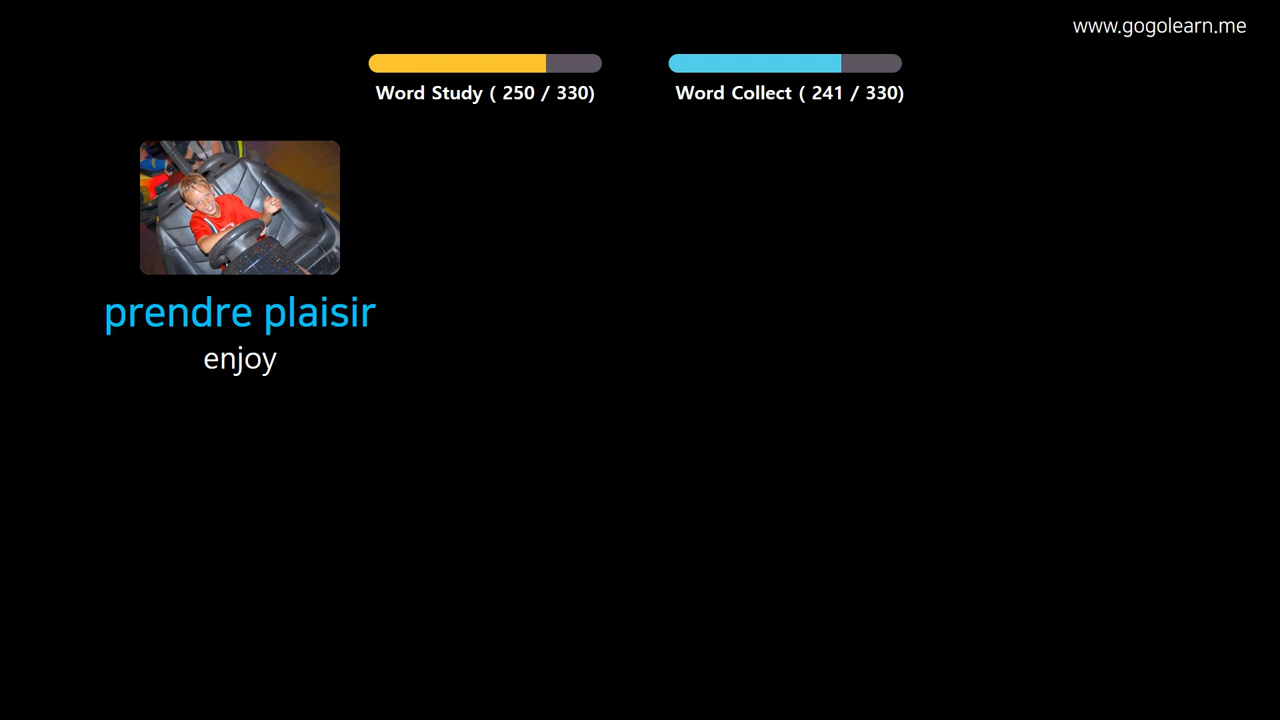 www.gogolearn.me
Word Study ( 250 / 330)
Word Collect ( 241 / 330)
prendre plaisir
enjoy